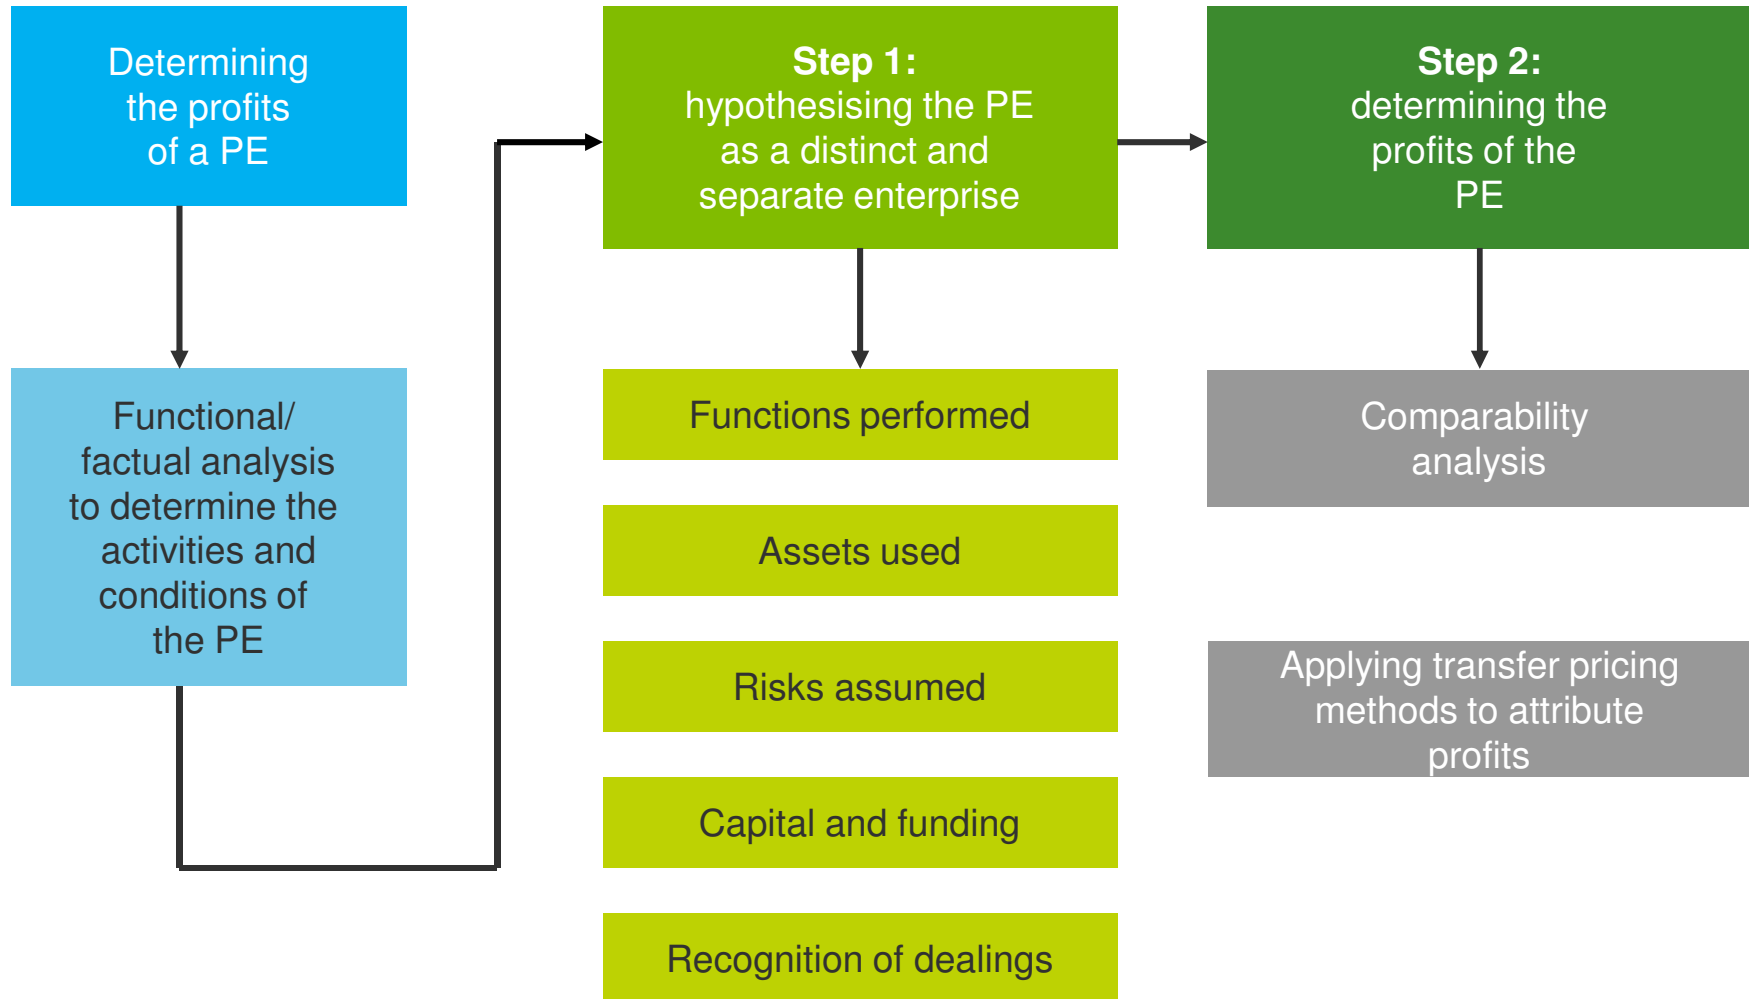 Determining
the profits
of a PE
Functional/
factual analysis
to determine the
activities and
conditions of
the PE
Step 1:
hypothesising the PE
as a distinct and
separate enterprise
Functions performed
Assets used
Risks assumed
Capital and funding
Recognition of dealings
Step 2:
determining the
profits of the
PE
Comparability
analysis
Applying transfer pricing
methods to attribute
profits